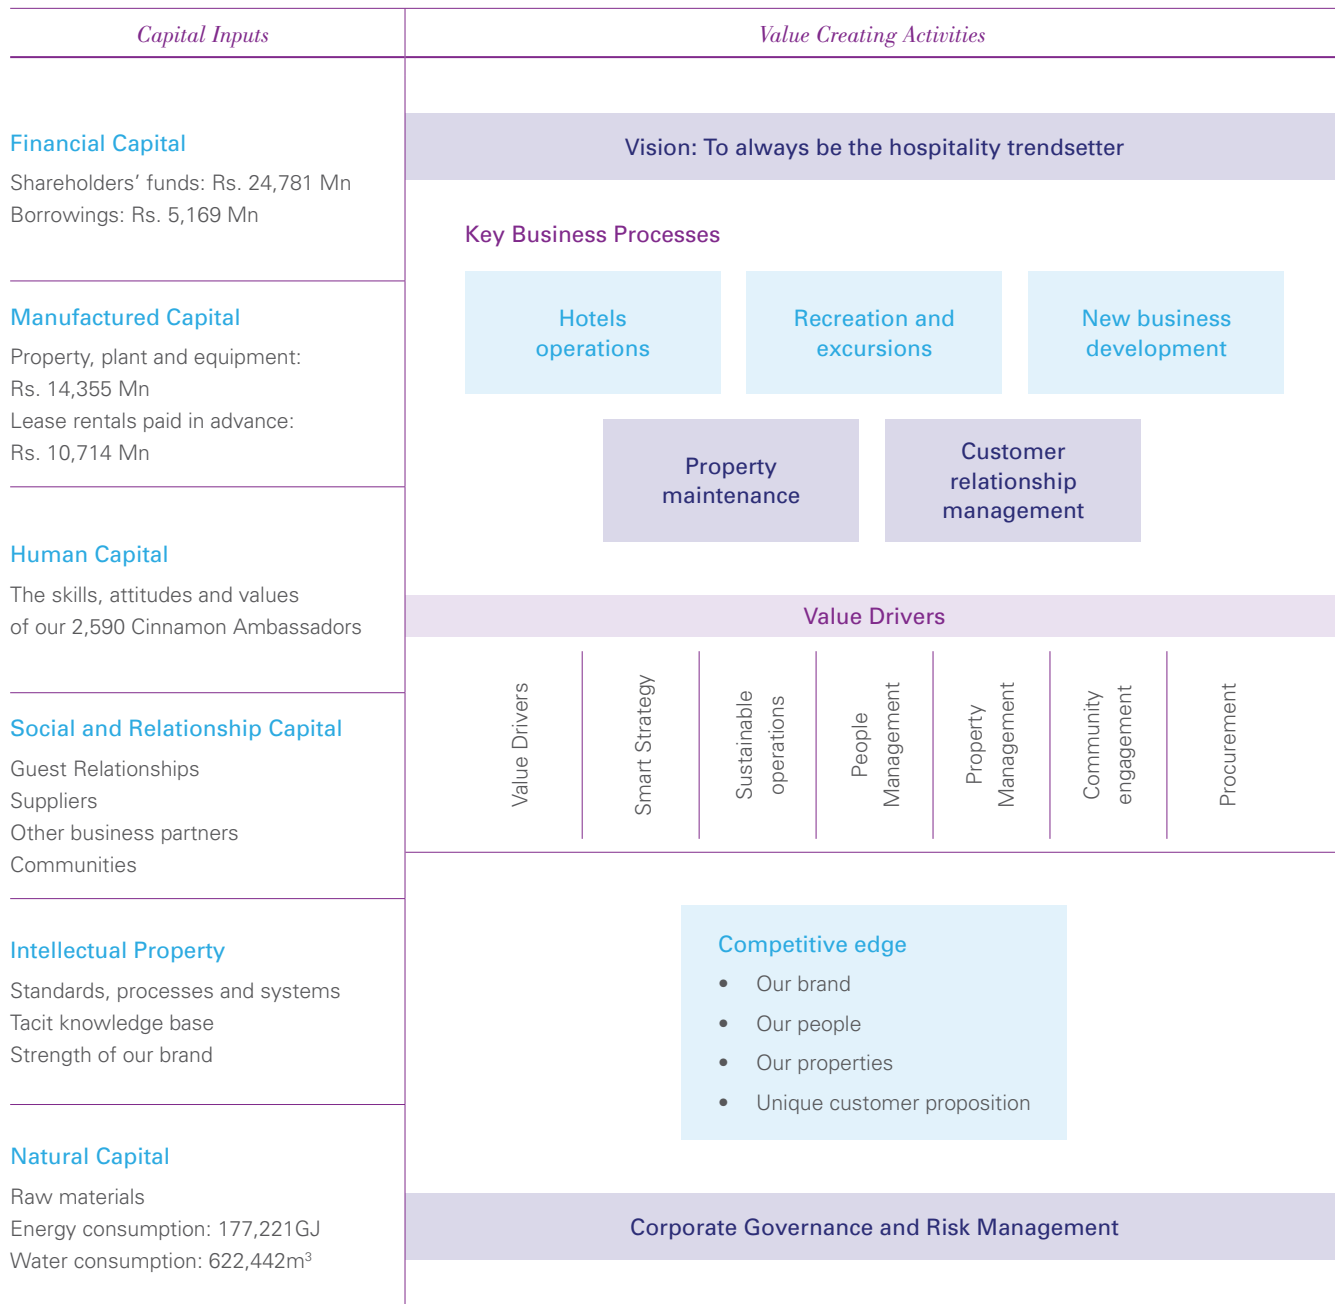 Capital Inputs
Value Creating Activities
Financial Capital
Shareholders’ funds: Rs. 24,781 Mn
Borrowings: Rs. 5,169 Mn
Manufactured Capital
Property, plant and equipment:
Rs. 14,355 Mn
Lease rentals paid in advance:
Rs. 10,714 Mn
Human Capital
The skills, attitudes and values
of our 2,590 Cinnamon Ambassadors
Social and Relationship Capital
Guest Relationships
Suppliers
Other business partners
Communities
Intellectual Property
Standards, processes and systems
Tacit knowledge base
Strength of our brand
Natural Capital
Raw materials
Energy consumption: 177,221GJ
Water consumption: 622,442m³
Vision: To always be the hospitality trendsetter
Key Business Processes
Hotels
operations
Recreation and
excursions
New business
development
Property
maintenance
Customer
relationship
management
Value Drivers
Value Drivers
Smart Strategy
Sustainable
operations
People
Management
Property
Management
Community
engagement
Procurement
Competitive edge
• Our brand
• Our people
• Our properties
• Unique customer proposition
Corporate Governance and Risk Management